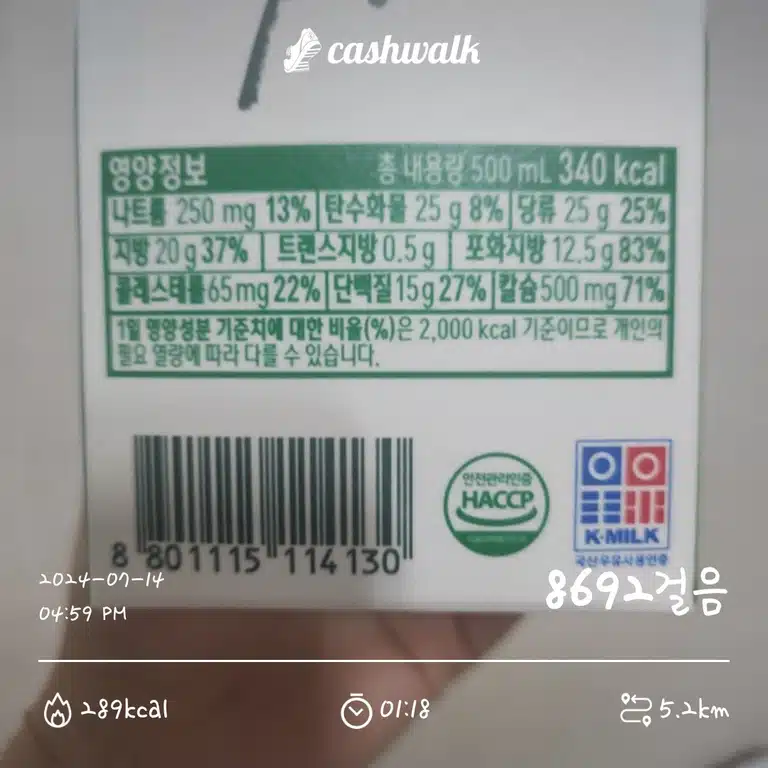 cashwalk
영양정보 총 내용량 500 mL 340 kcal
나트륨 250 mg 13% 탄수화물 25 g 8% 당류 25 g 25%
지방 20 g 37% 트랜스지방 0.5 g 포화지방 12.5 g 83%
콜레스테롤 65 mg 22% 단백질 15 g 27% 칼슘 500 mg 71%
1일 영양성분 기준치에 대한 비율(%)은 2,000 kcal 기준이므로 개인의
필요 열량에 따라 다를 수 있습니다.
안전관리인증
HACCP
K-MILK
국산우유사용인증
8 801115 114130
2024-07-14
04:59 PM
8692걸음
289kcal 01:18 5.2km